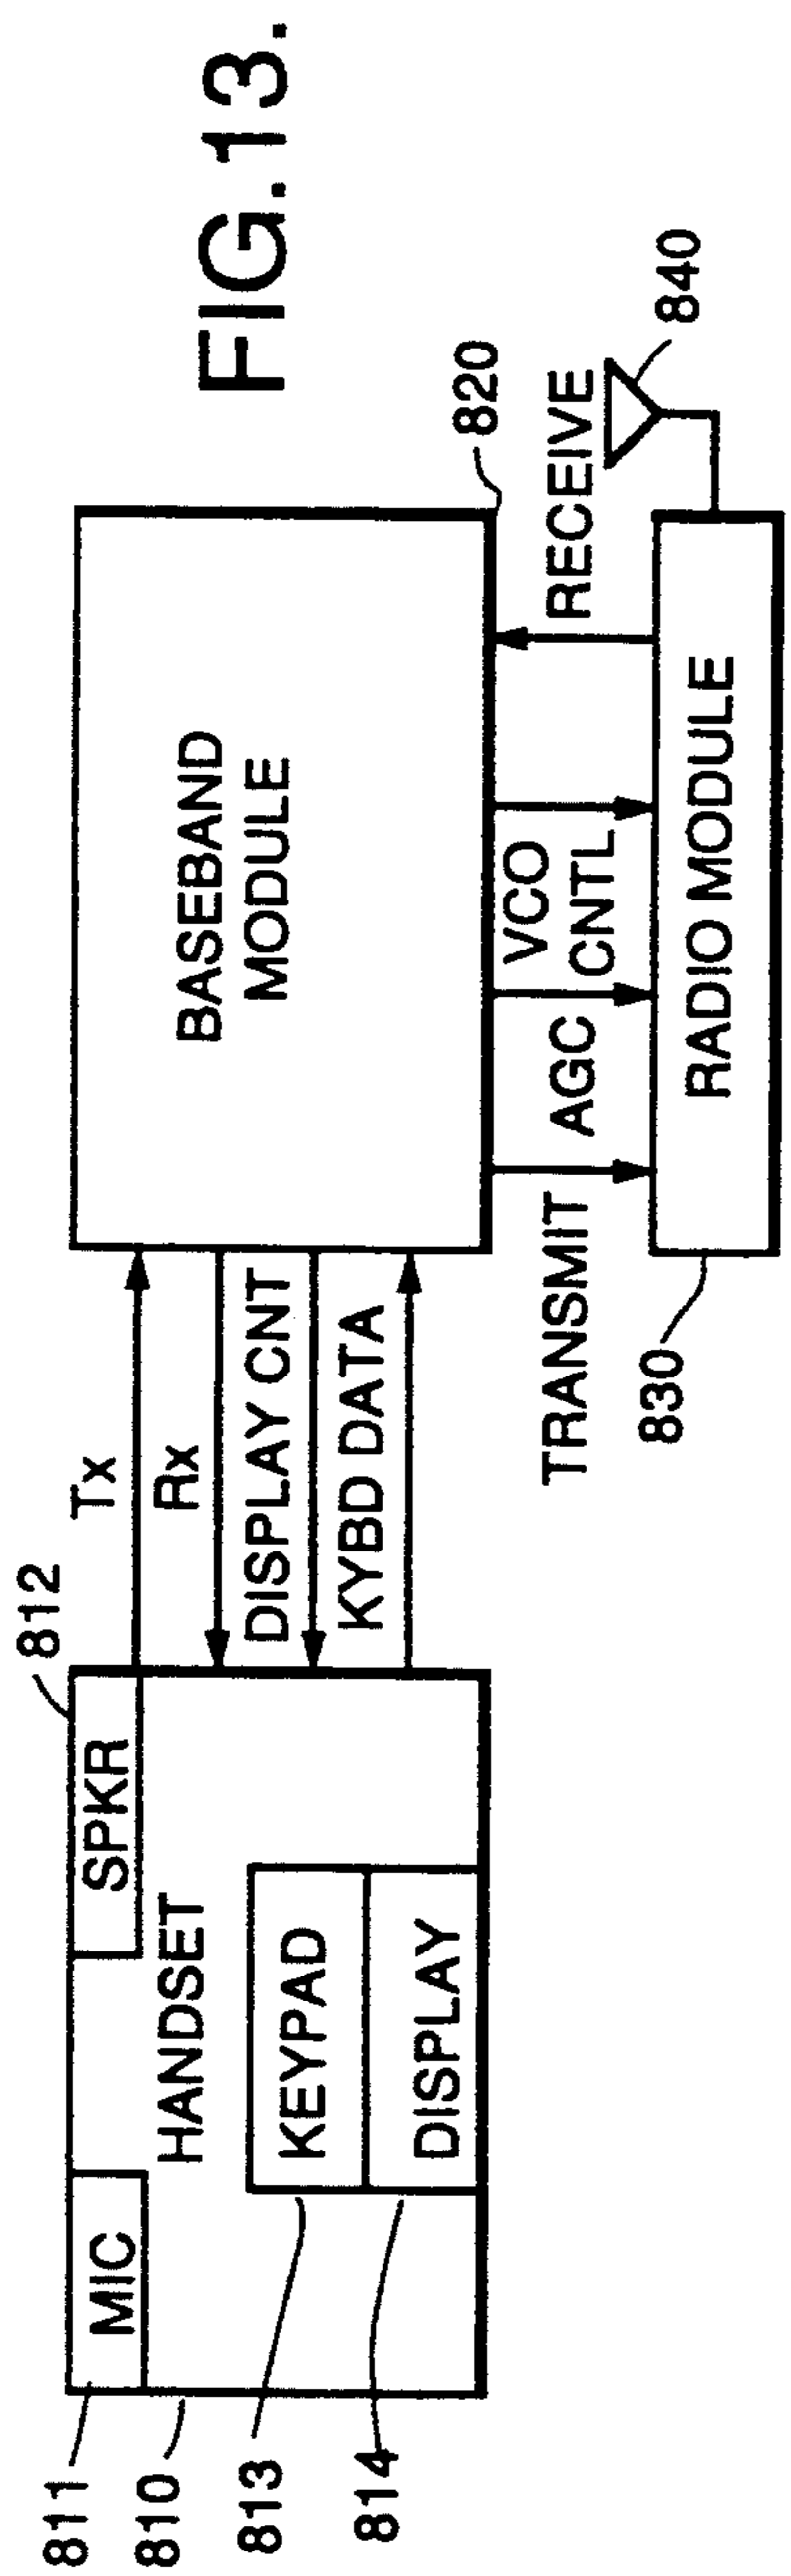 FIG.13.
811
MIC
810
HANDSET
SPKR
812
KEYPAD
813
DISPLAY
814
Tx
Rx
DISPLAY CNT
KYBD DATA
BASEBAND
MODULE
820
TRANSMIT
AGC
VCO
CNTL
RECEIVE
830
RADIO MODULE
840